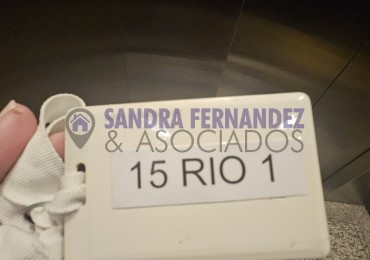 SANDRA FERNANDEZ
& ASOCIADOS
15 RIO 1